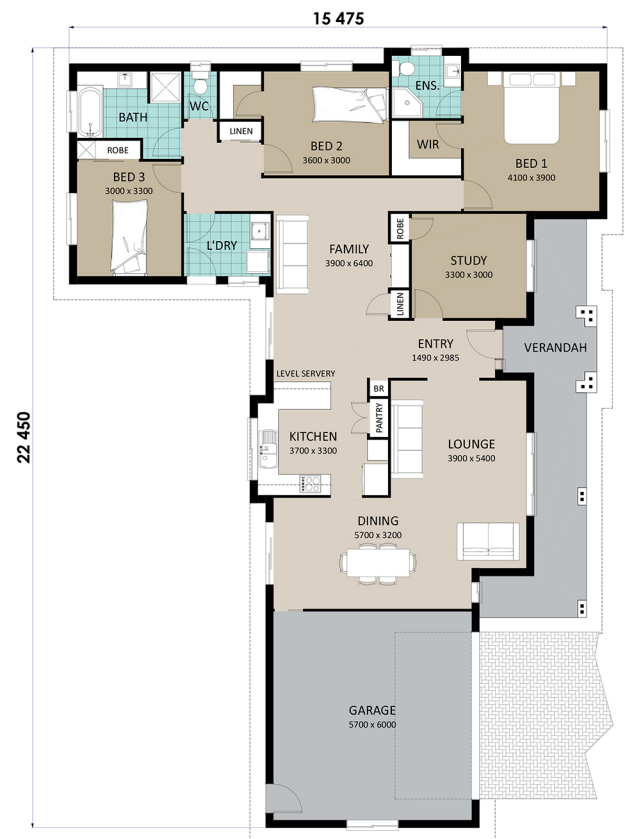 15 475
22 450
BATH
WC
ENS.
LINEN
BED 2
3600 x 3000
WIR
BED 1
4100 x 3900
ROBE
BED 3
3000 x 3300
L'DRY
FAMILY
3900 x 6400
ROBE
STUDY
3300 x 3000
LINEN
ENTRY
1490 x 2985
VERANDAH
LEVEL SERVERY
BR
PANTRY
KITCHEN
3700 x 3300
LOUNGE
3900 x 5400
DINING
5700 x 3200
GARAGE
5700 x 6000